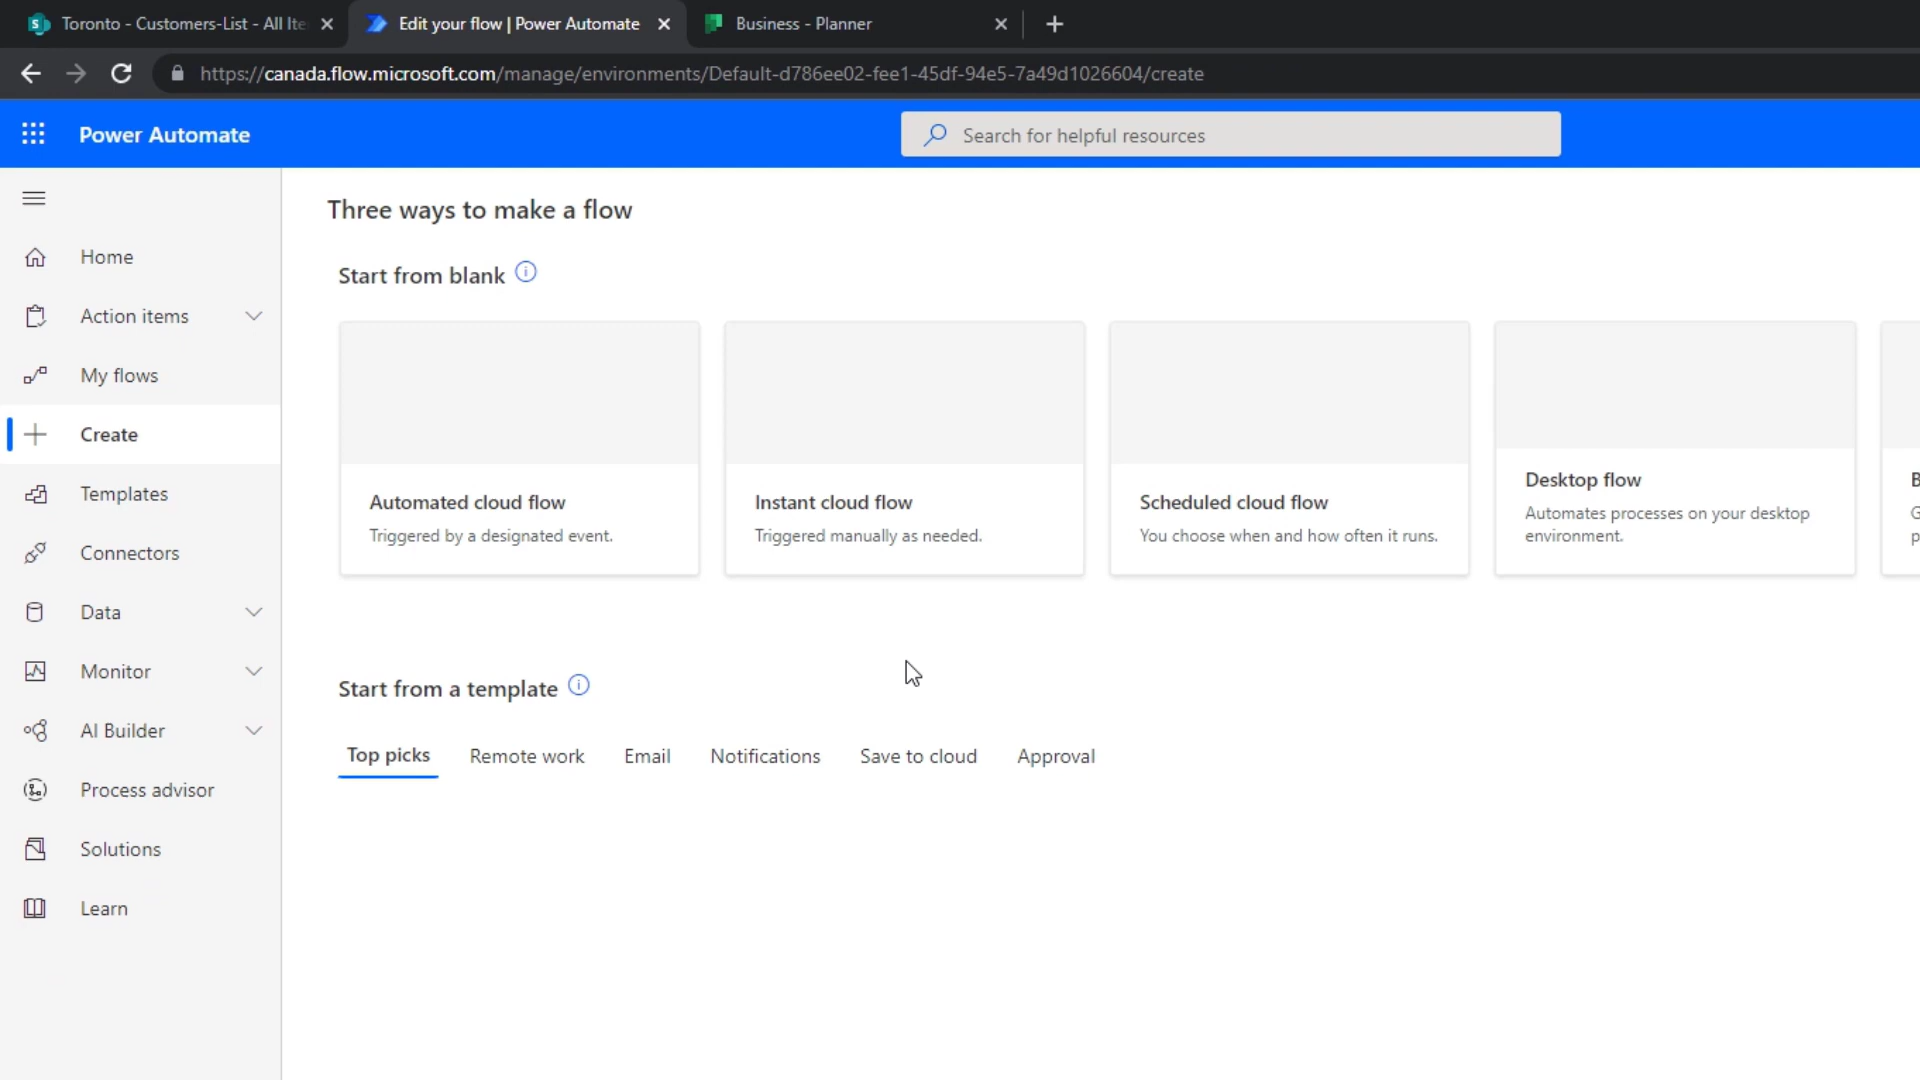 Toronto - Customers-List - All Ite
Edit your flow | Power Automate
Business - Planner
https://canada.flow.microsoft.com/manage/environments/Default-d786ee02-fee1-45df-94e5-7a49d1026604/create
Power Automate
Search for helpful resources
Home
Action items
My flows
Create
Templates
Connectors
Data
Monitor
AI Builder
Process advisor
Solutions
Learn
Three ways to make a flow
Start from blank
Automated cloud flow
Triggered by a designated event.
Instant cloud flow
Triggered manually as needed.
Scheduled cloud flow
You choose when and how often it runs.
Desktop flow
Automates processes on your desktop
environment.
Start from a template
Top picks
Remote work
Email
Notifications
Save to cloud
Approval